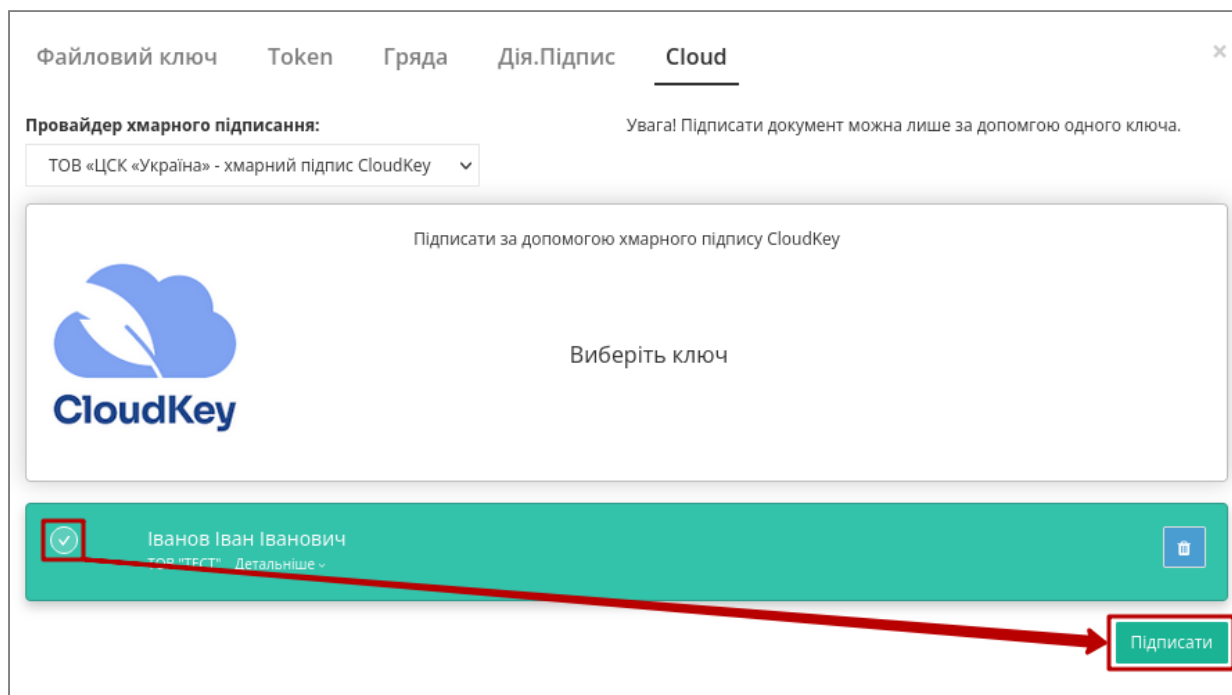 Файловий ключ Token Гряда Дія.Підпис Cloud ×
Провайдер хмарного підписання: Увага! Підписати документ можна лише за допомгою одного ключа.
ТОВ «ЦСК «Україна» - хмарний підпис CloudKey
Підписати за допомогою хмарного підпису CloudKey
Виберіть ключ
CloudKey
Іванов Іван Іванович
ТОВ "ТЕСТ" Детальніше
Підписати